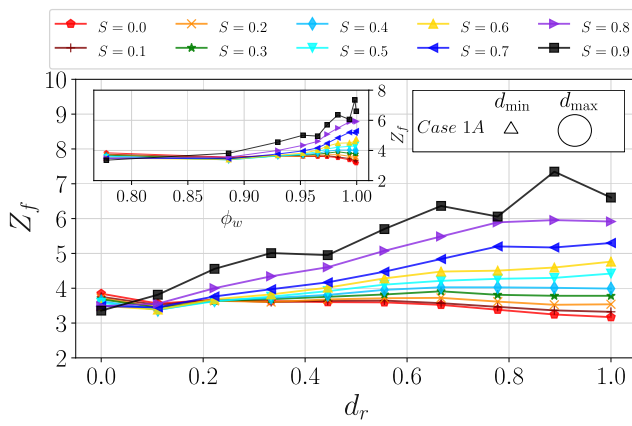 S = 0.0 S = 0.2 S = 0.4 S = 0.6 S = 0.8
S = 0.1 S = 0.3 S = 0.5 S = 0.7 S = 0.9
10
9
8
7
6
5
4
3
2
Z_f
0.0 0.2 0.4 0.6 0.8 1.0
d_r
8
6
4
2
Z_f
0.80 0.85 0.90 0.95 1.00
ϕ_w
d_min d_max
Case 1A